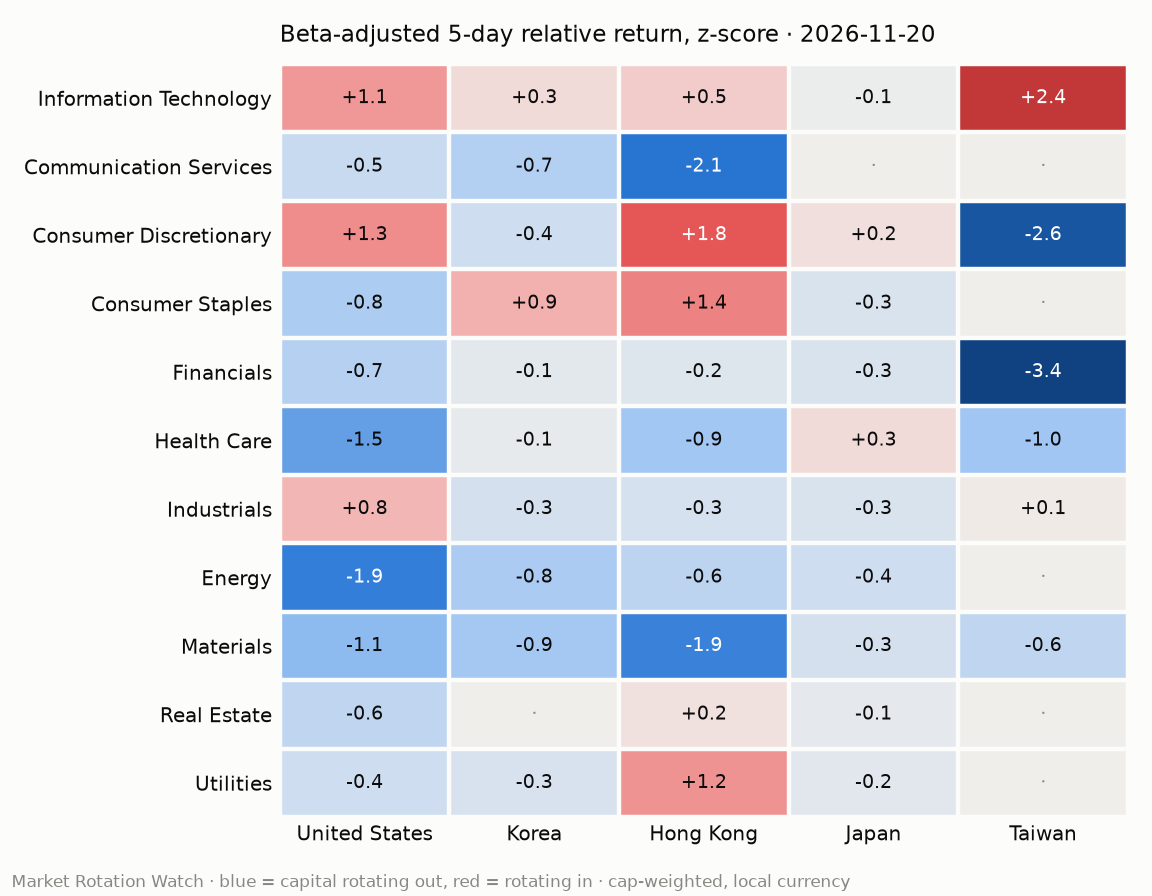 Beta-adjusted 5-day relative return, z-score · 2026-11-20
Information Technology +1.1 +0.3 +0.5 -0.1 +2.4
Communication Services -0.5 -0.7 -2.1 · ·
Consumer Discretionary +1.3 -0.4 +1.8 +0.2 -2.6
Consumer Staples -0.8 +0.9 +1.4 -0.3 ·
Financials -0.7 -0.1 -0.2 -0.3 -3.4
Health Care -1.5 -0.1 -0.9 +0.3 -1.0
Industrials +0.8 -0.3 -0.3 -0.3 +0.1
Energy -1.9 -0.8 -0.6 -0.4 ·
Materials -1.1 -0.9 -1.9 -0.3 -0.6
Real Estate -0.6 · +0.2 -0.1 ·
Utilities -0.4 -0.3 +1.2 -0.2 ·
United States Korea Hong Kong Japan Taiwan
Market Rotation Watch · blue = capital rotating out, red = rotating in · cap-weighted, local currency